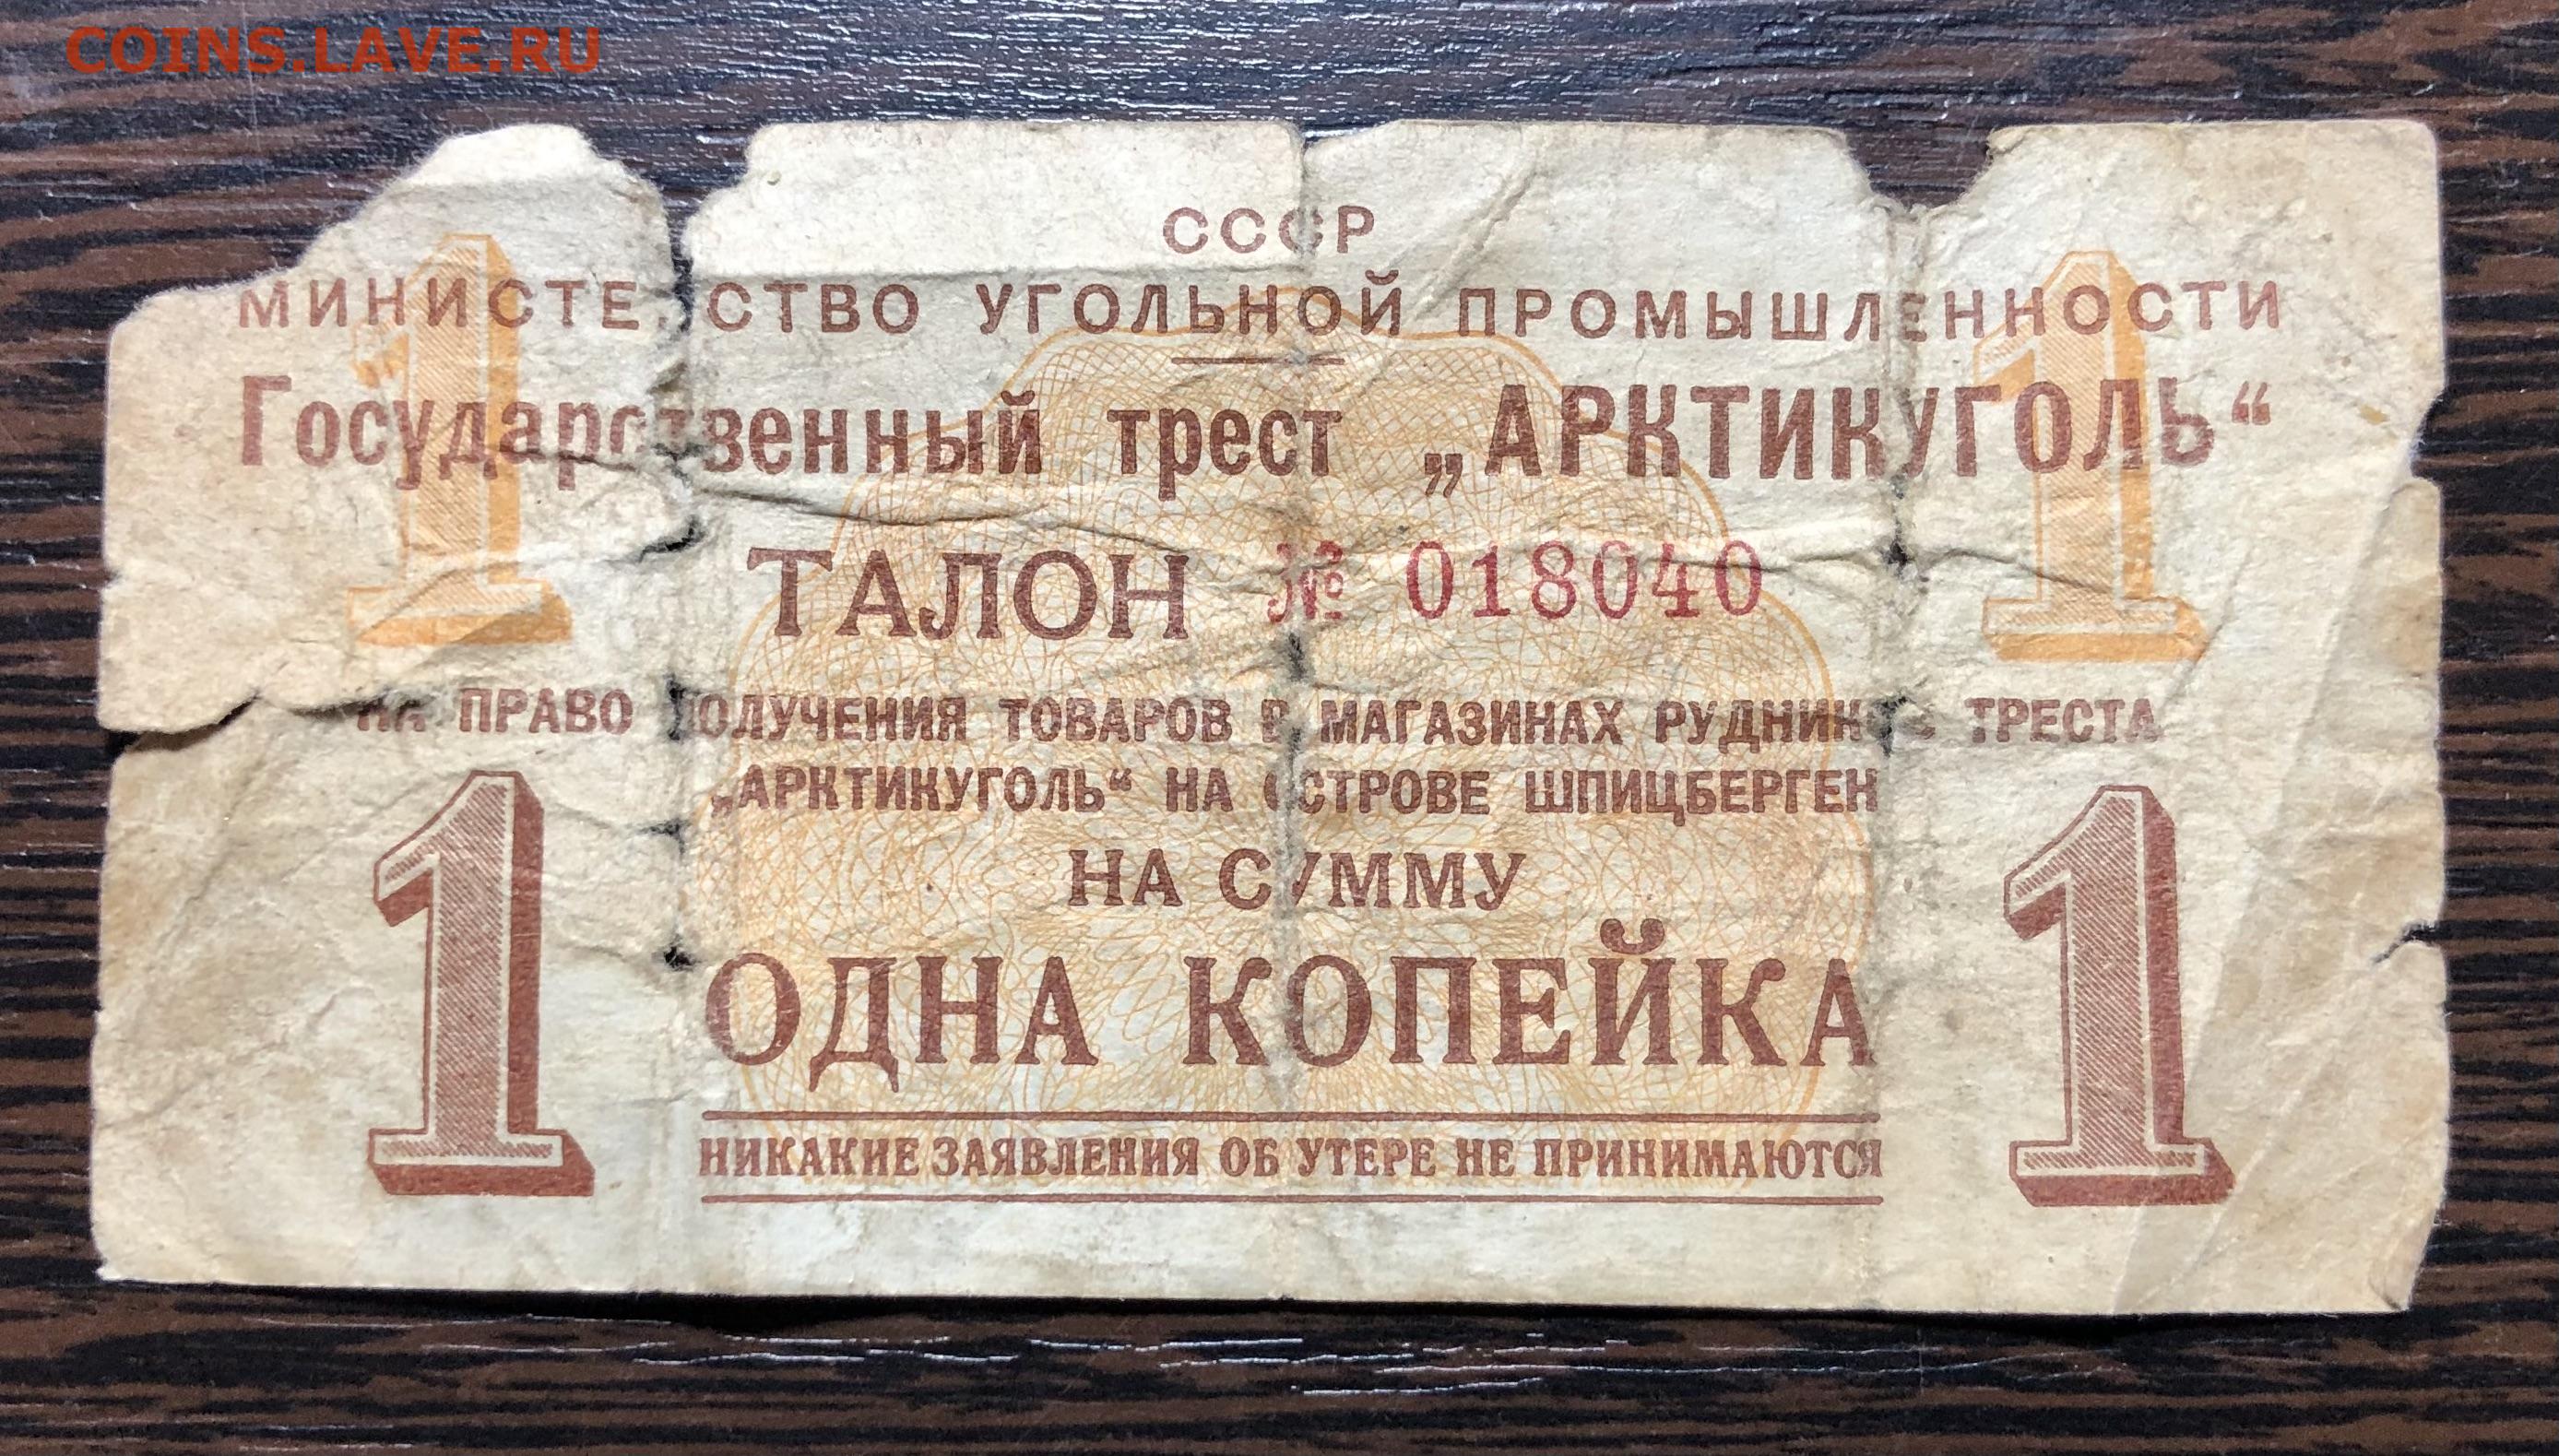 COINS.LAVE.RU
СССР
МИНИСТЕРСТВО УГОЛЬНОЙ ПРОМЫШЛЕННОСТИ
Государственный трест „АРКТИКУГОЛЬ“
1 1
ТАЛОН № 018040
НА ПРАВО ПОЛУЧЕНИЯ ТОВАРОВ В МАГАЗИНАХ РУДНИКОВ ТРЕСТА
„АРКТИКУГОЛЬ“ НА ОСТРОВЕ ШПИЦБЕРГЕН
НА СУММУ
1 ОДНА КОПЕЙКА 1
НИКАКИЕ ЗАЯВЛЕНИЯ ОБ УТЕРЕ НЕ ПРИНИМАЮТСЯ